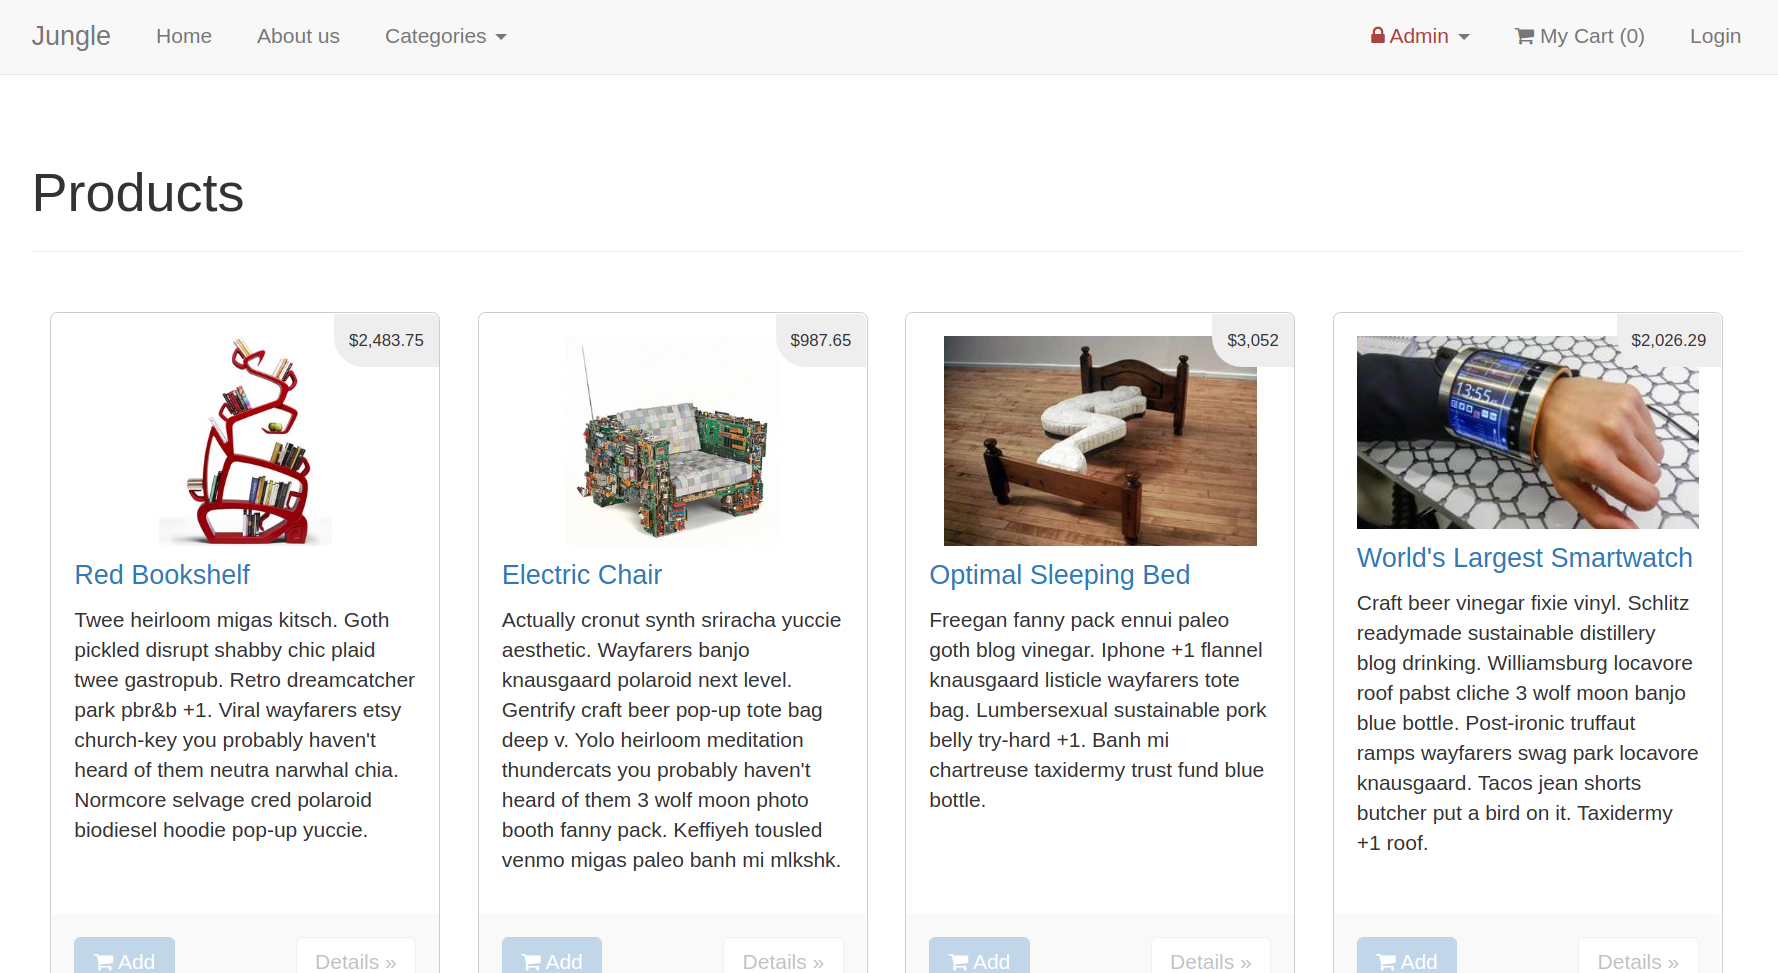 Jungle Home About us Categories Admin My Cart (0) Login
Products
$2,483.75
Red Bookshelf
Twee heirloom migas kitsch. Goth
pickled disrupt shabby chic plaid
twee gastropub. Retro dreamcatcher
park pbr&b +1. Viral wayfarers etsy
church-key you probably haven't
heard of them neutra narwhal chia.
Normcore selvage cred polaroid
biodiesel hoodie pop-up yuccie.
Add Details »
$987.65
Electric Chair
Actually cronut synth sriracha yuccie
aesthetic. Wayfarers banjo
knausgaard polaroid next level.
Gentrify craft beer pop-up tote bag
deep v. Yolo heirloom meditation
thundercats you probably haven't
heard of them 3 wolf moon photo
booth fanny pack. Keffiyeh tousled
venmo migas paleo banh mi mlkshk.
Add Details »
$3,052
Optimal Sleeping Bed
Freegan fanny pack ennui paleo
goth blog vinegar. Iphone +1 flannel
knausgaard listicle wayfarers tote
bag. Lumbersexual sustainable pork
belly try-hard +1. Banh mi
chartreuse taxidermy trust fund blue
bottle.
Add Details »
$2,026.29
13:55
World's Largest Smartwatch
Craft beer vinegar fixie vinyl. Schlitz
readymade sustainable distillery
blog drinking. Williamsburg locavore
roof pabst cliche 3 wolf moon banjo
blue bottle. Post-ironic truffaut
ramps wayfarers swag park locavore
knausgaard. Tacos jean shorts
butcher put a bird on it. Taxidermy
+1 roof.
Add Details »